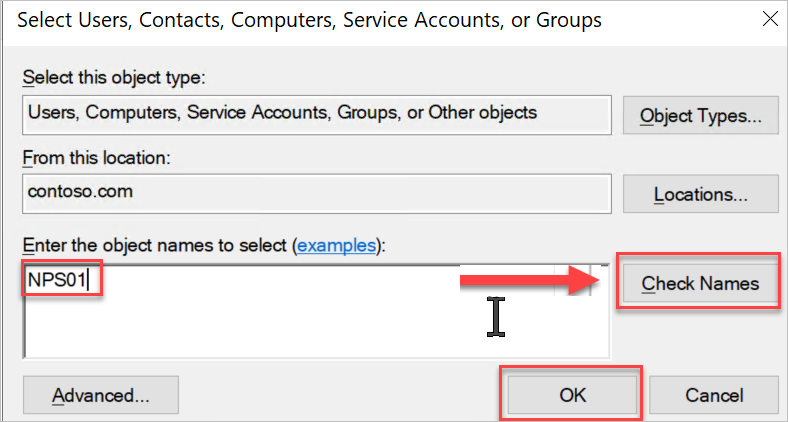 Select Users, Contacts, Computers, Service Accounts, or Groups
Select this object type:
Users, Computers, Service Accounts, Groups, or Other objects
Object Types...
From this location:
contoso.com
Locations...
Enter the object names to select (examples):
NPS01
Check Names
Advanced...
OK
Cancel